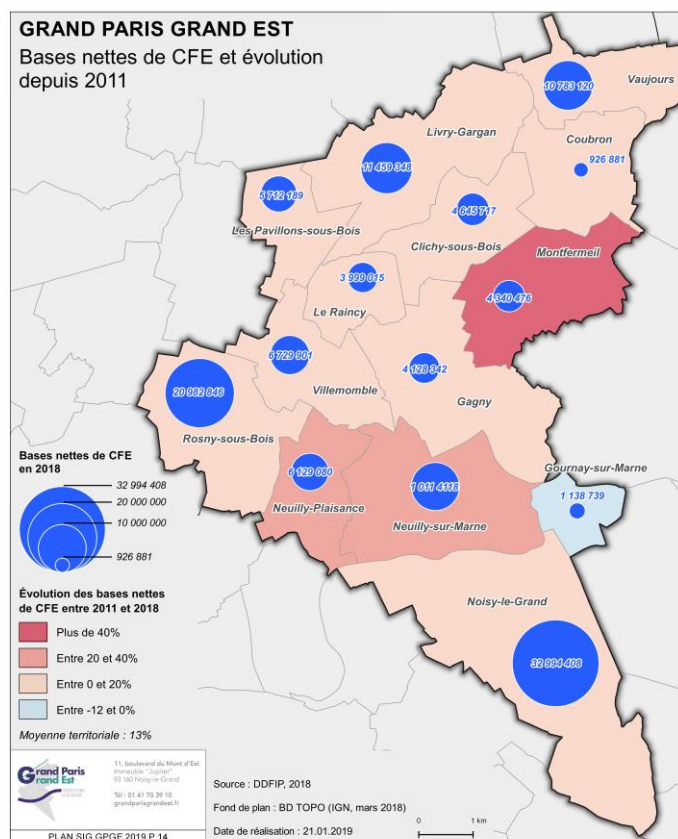 GRAND PARIS GRAND EST
Bases nettes de CFE et évolution
depuis 2011
Vaujours
10 783 120
Livry-Gargan
11 459 348
Coubron
926 881
5 712 189
Les Pavillons-sous-Bois
4 645 717
Clichy-sous-Bois
Montfermeil
4 340 476
3 999 015
Le Raincy
6 729 901
Villemomble
4 128 342
Gagny
20 982 846
Rosny-sous-Bois
6 129 080
Neuilly-Plaisance
1 011 4118
Neuilly-sur-Marne
Gournay-sur-Marne
1 138 739
Noisy-le-Grand
32 994 408
Bases nettes de CFE
en 2018
32 994 408
20 000 000
10 000 000
926 881
Évolution des bases nettes
de CFE entre 2011 et 2018
Plus de 40%
Entre 20 et 40%
Entre 0 et 20%
Entre -12 et 0%
Moyenne territoriale : 13%
Grand Paris
Grand Est
11, boulevard du Mont d'Est
Immeuble "Jupiter"
93 160 Noisy-le-Grand
Tél : 01 41 70 39 10
grandparisgrandest.fr
PLAN SIG GPGE 2019 P 14
Source : DDFIP, 2018
Fond de plan : BD TOPO (IGN, mars 2018)
Date de réalisation : 21.01.2019
0 1 km